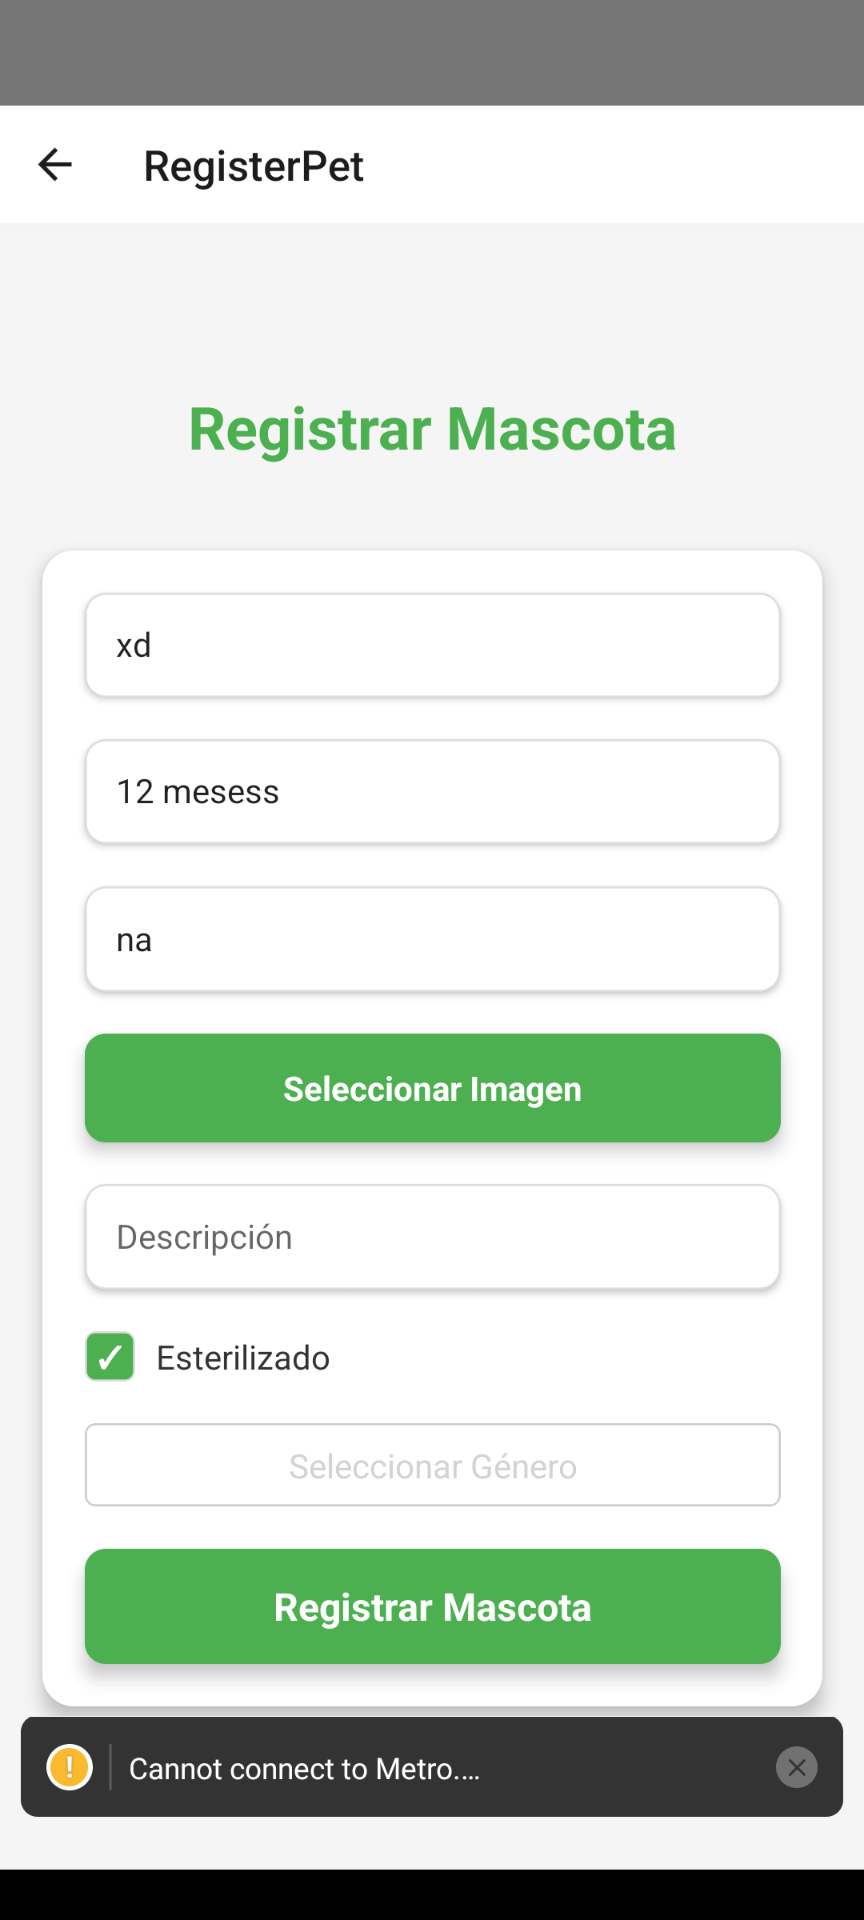 RegisterPet
Registrar Mascota
xd
12 mesess
na
Seleccionar Imagen
Descripción
Esterilizado
Seleccionar Género
Registrar Mascota
Cannot connect to Metro....